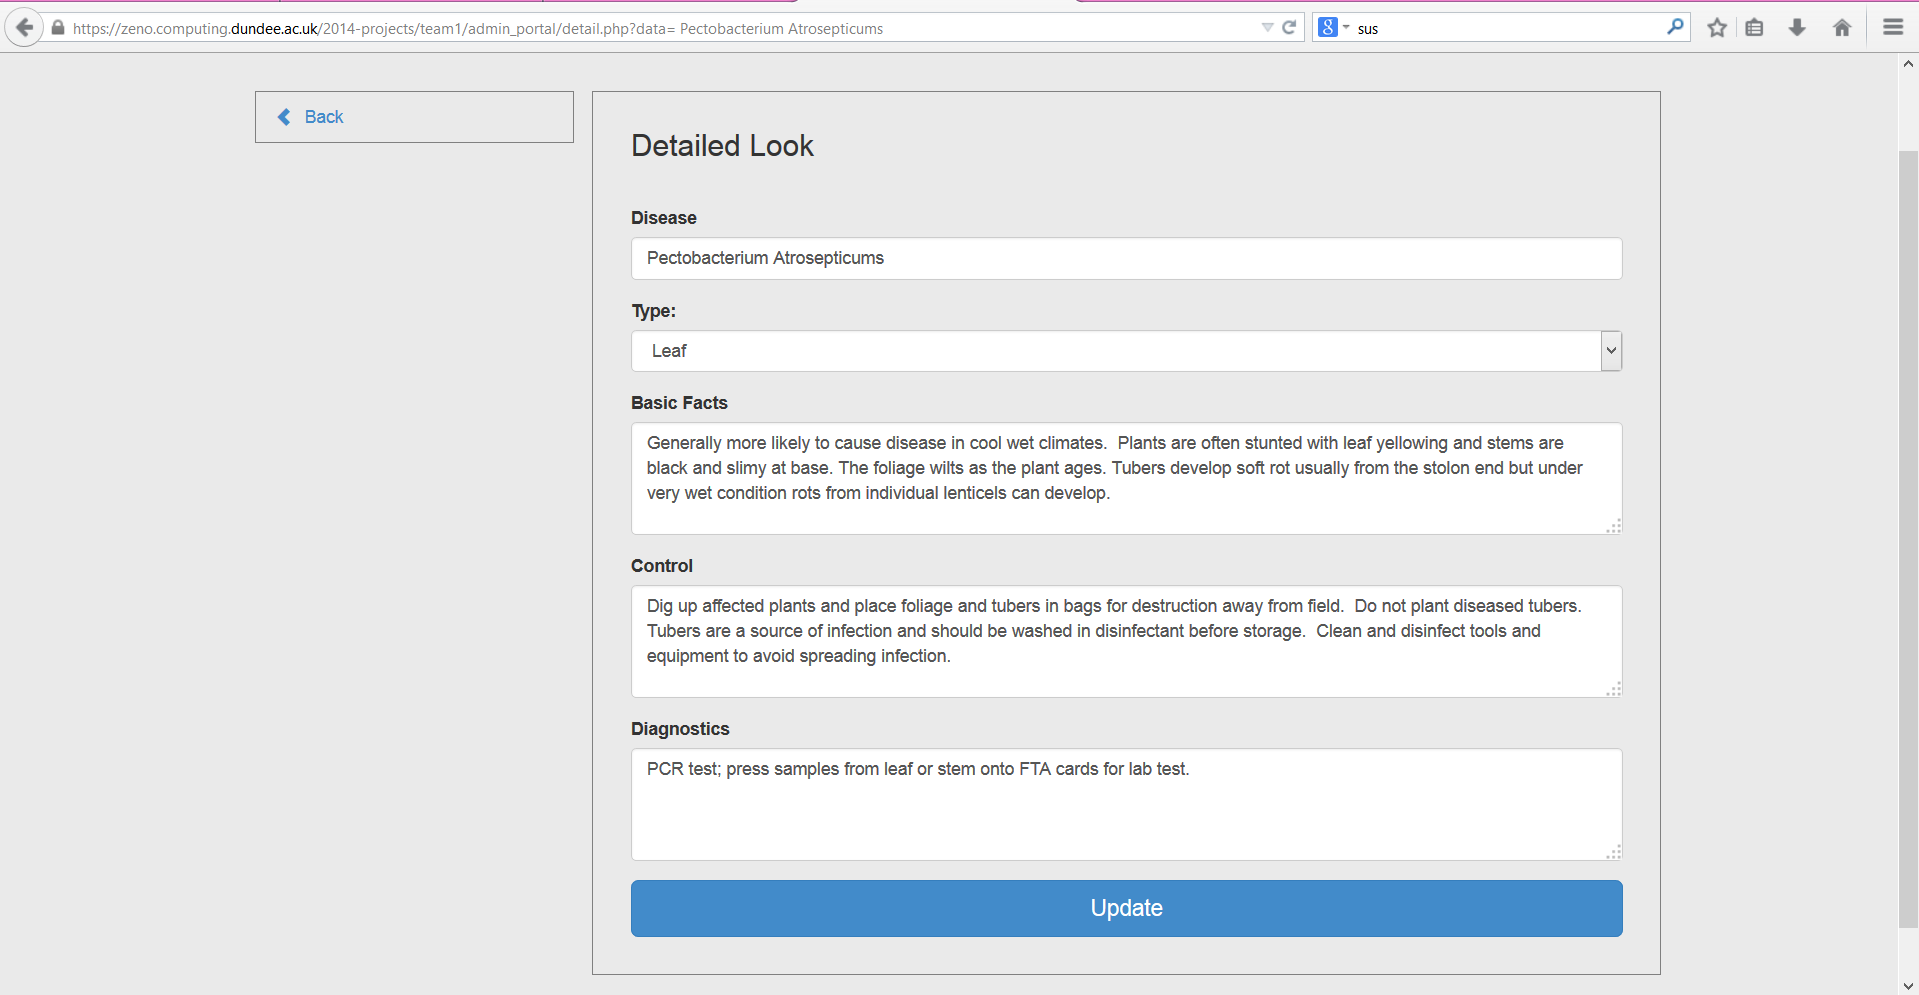 https://zeno.computing.dundee.ac.uk/2014-projects/team1/admin_portal/detail.php?data= Pectobacterium Atrosepticums
8
sus
Back
Detailed Look
Disease
Pectobacterium Atrosepticums
Type:
Leaf
Basic Facts
Generally more likely to cause disease in cool wet climates.  Plants are often stunted with leaf yellowing and stems are
black and slimy at base. The foliage wilts as the plant ages. Tubers develop soft rot usually from the stolon end but under
very wet condition rots from individual lenticels can develop.
Control
Dig up affected plants and place foliage and tubers in bags for destruction away from field.  Do not plant diseased tubers.
Tubers are a source of infection and should be washed in disinfectant before storage.  Clean and disinfect tools and
equipment to avoid spreading infection.
Diagnostics
PCR test; press samples from leaf or stem onto FTA cards for lab test.
Update